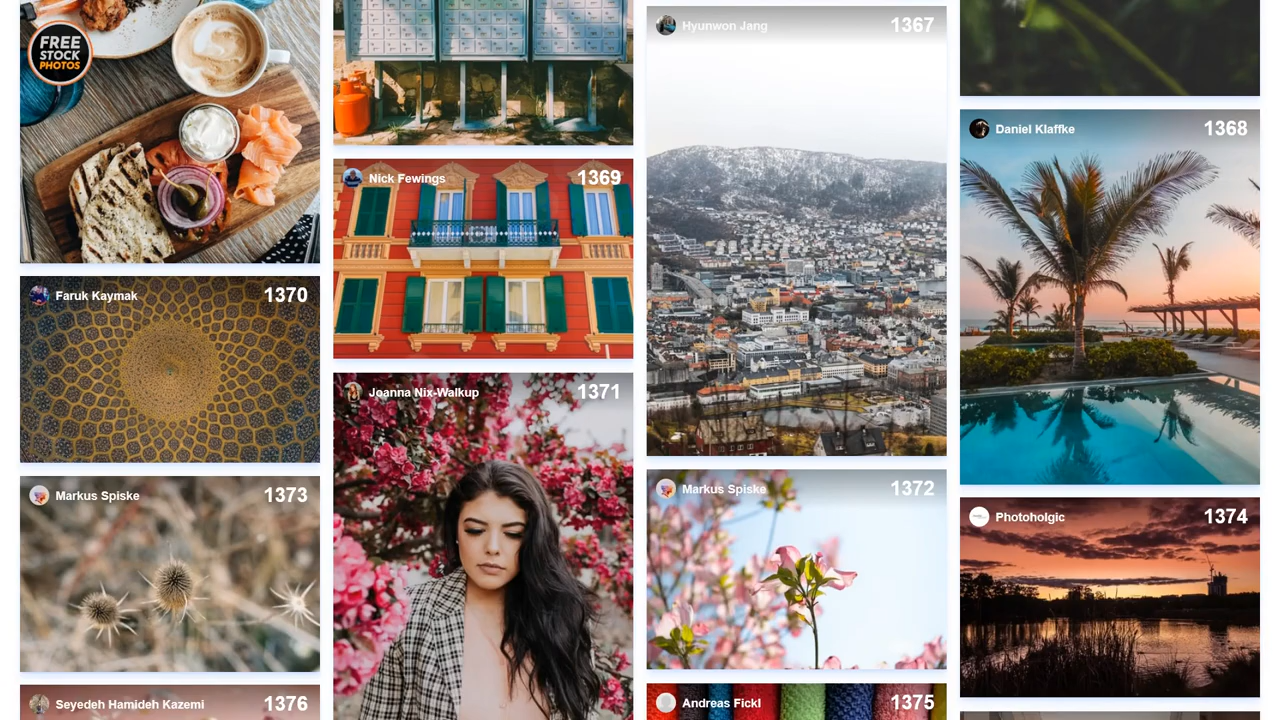 FREE
STOCK
PHOTOS
Hyunwon Jang 1367
Daniel Klaffke 1368
Nick Fewings 1369
Faruk Kaymak 1370
Joanna Nix-Walkup 1371
Markus Spiske 1372
Markus Spiske 1373
Photoholgic 1374
Andreas Fickl 1375
Seyedeh Hamideh Kazemi 1376